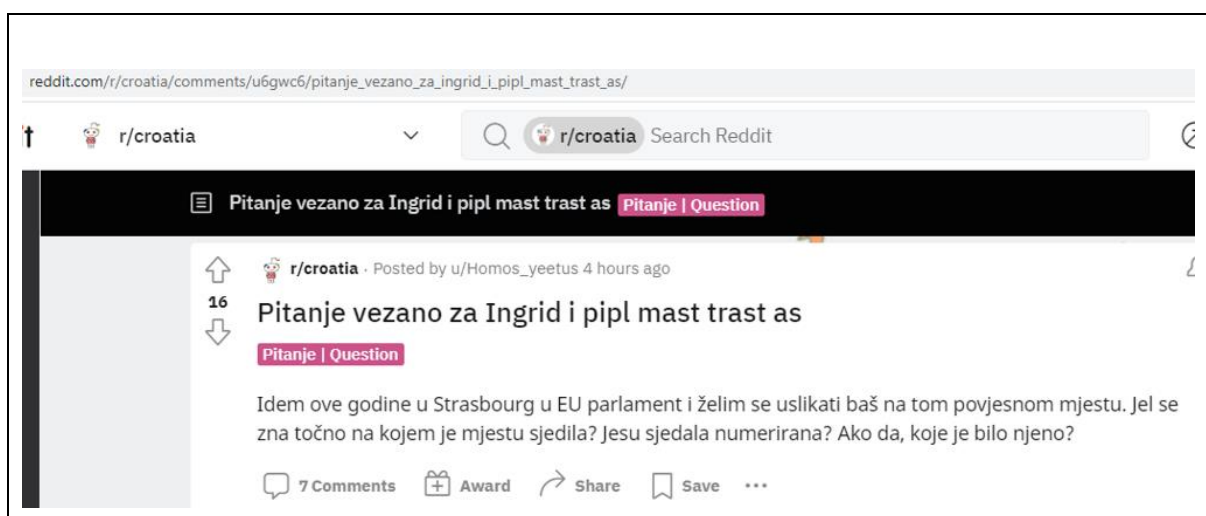 reddit.com/r/croatia/comments/u6gwc6/pitanje_vezano_za_ingrid_i_pipl_mast_trast_as/
r/croatia
r/croatia Search Reddit
Pitanje vezano za Ingrid i pipl mast trast as Pitanje | Question
r/croatia · Posted by u/Homos_yeetus 4 hours ago
16
Pitanje vezano za Ingrid i pipl mast trast as
Pitanje | Question
Idem ove godine u Strasbourg u EU parlament i želim se uslikati baš na tom povjesnom mjestu. Jel se
zna točno na kojem je mjestu sjedila? Jesu sjedala numerirana? Ako da, koje je bilo njeno?
7 Comments Award Share Save ...